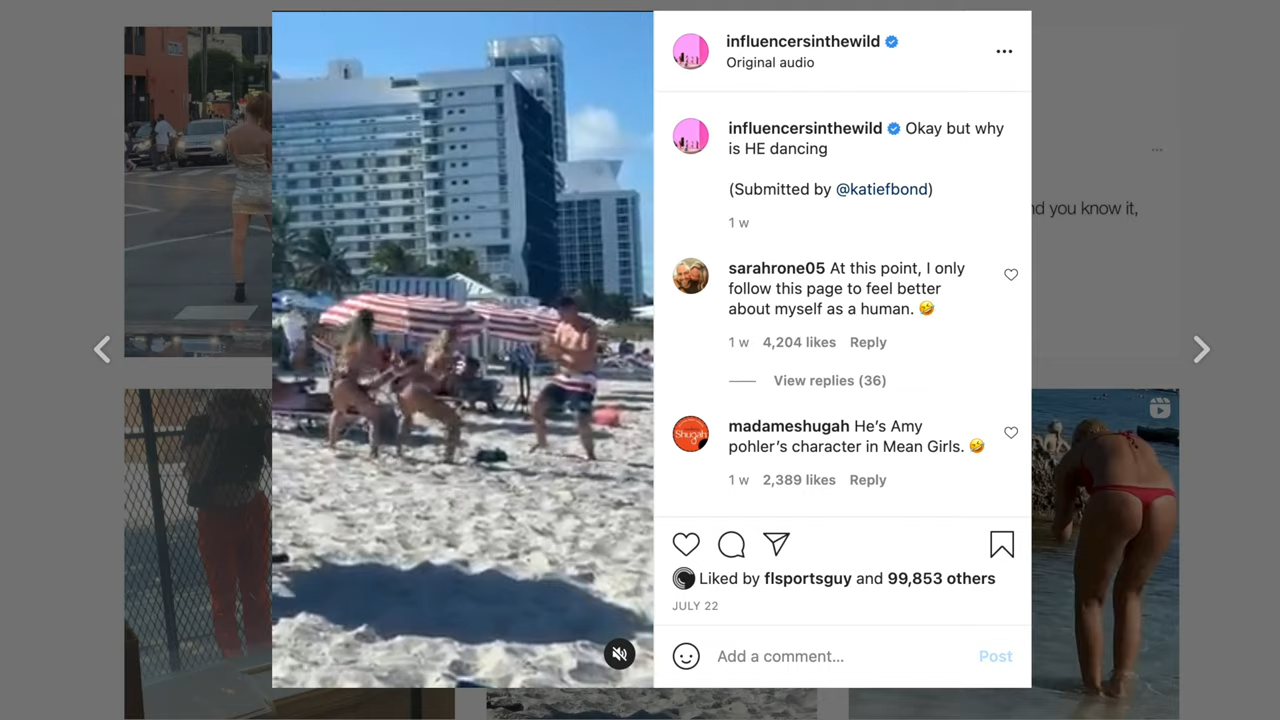 influencersinthewild
Original audio
influencersinthewild Okay but why
is HE dancing
(Submitted by @katiefbond)
1 w
sarahrone05 At this point, I only
follow this page to feel better
about myself as a human. 🤣
1 w 4,204 likes Reply
View replies (36)
Shugah
madameshugah He's Amy
pohler's character in Mean Girls. 🤣
1 w 2,389 likes Reply
Liked by flsportsguy and 99,853 others
JULY 22
Add a comment... Post
d you know it,